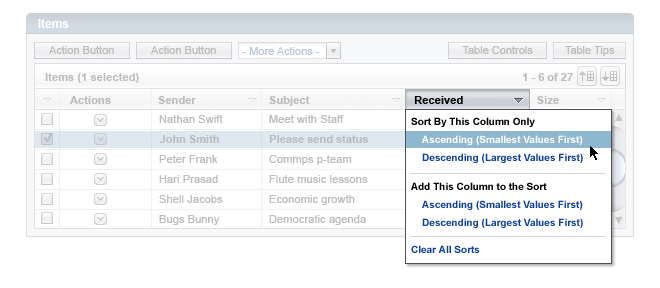 Items
Action Button Action Button - More Actions - Table Controls Table Tips
Items (1 selected) 1 - 6 of 27
Actions Sender Subject Received Size
Nathan Swift Meet with Staff
John Smith Please send status
Peter Frank Commps p-team
Hari Prasad Flute music lessons
Shell Jacobs Economic growth
Bugs Bunny Democratic agenda
Sort By This Column Only
Ascending (Smallest Values First)
Descending (Largest Values First)
Add This Column to the Sort
Ascending (Smallest Values First)
Descending (Largest Values First)
Clear All Sorts